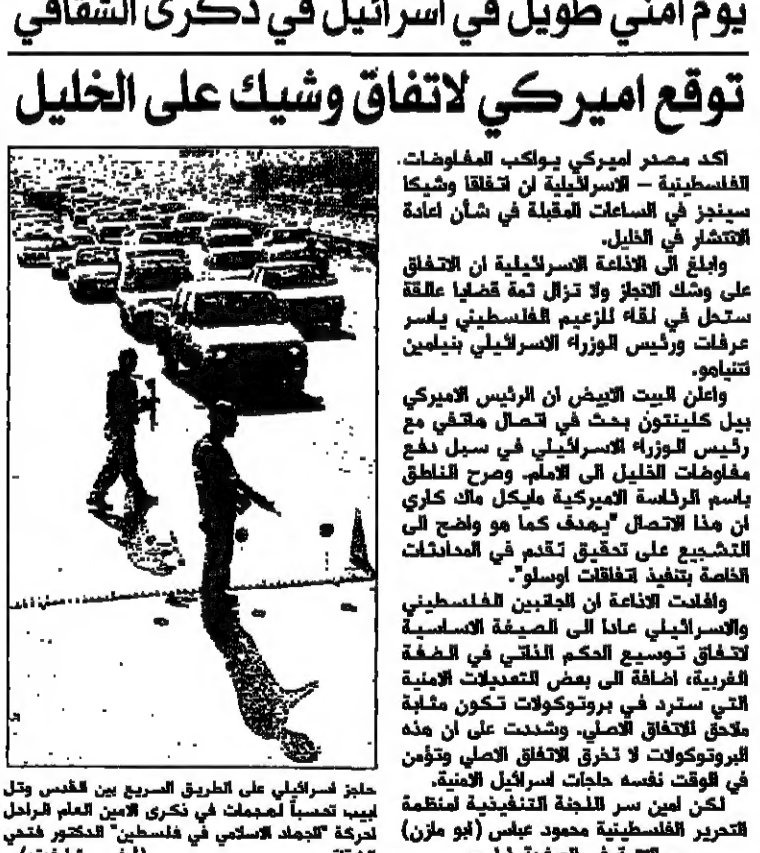 يوم امني طويل في اسرائيل في ذكرى الشقاقي
توقع اميركي لاتفاق وشيك على الخليل
اكد مصدر اميركي يواكب المفاوضات
الفلسطينية – الاسرائيلية ان اتفاقا وشيكا
سينجز في الساعات المقبلة في شأن اعادة
الانتشار في الخليل.
وابلغ الى الاذاعة الاسرائيلية ان الاتفاق
على وشك الانجاز ولا تزال ثمة قضايا عالقة
ستحل في لقاء للزعيم الفلسطيني ياسر
عرفات ورئيس الوزراء الاسرائيلي بنيامين
نتنياهو.
واعلن البيت الابيض ان الرئيس الاميركي
بيل كلينتون بحث في اتصال هاتفي مع
رئيس الوزراء الاسرائيلي في سبل دفع
مفاوضات الخليل الى الامام. وصرح الناطق
باسم الرئاسة الاميركية مايكل ماك كاري
ان هذا الاتصال "يهدف كما هو واضح الى
التشجيع على تحقيق تقدم في المحادثات
الخاصة بتنفيذ اتفاقات اوسلو".
وافادت الاذاعة ان الجانبين الفلسطيني
والاسرائيلي عادا الى الصيغة الاساسية
لاتفاق توسيع الحكم الذاتي في الضفة
الغربية، اضافة الى بعض التعديلات الامنية
التي سترد في بروتوكولات تكون مثابة
ملاحق للاتفاق الاصلي. وشددت على ان هذه
البروتوكولات لا تخرق الاتفاق الاصلي وتؤمن
في الوقت نفسه حاجات اسرائيل الامنية.
لكن امين سر اللجنة التنفيذية لمنظمة
التحرير الفلسطينية محمود عباس (ابو مازن)
حاجز اسرائيلي على الطريق السريع بين القدس وتل
ابيب تحسباً لهجمات في ذكرى الامين العام الراحل
لحركة "الجهاد الاسلامي في فلسطين" الدكتور فتحي